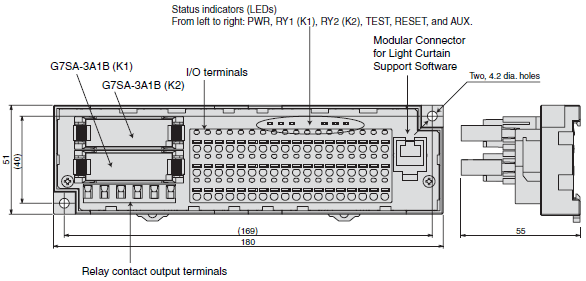 Status indicators (LEDs)
From left to right: PWR, RY1 (K1), RY2 (K2), TEST, RESET, and AUX.
Modular Connector
for Light Curtain
Support Software
G7SA-3A1B (K1)
I/O terminals
Two, 4.2 dia. holes
G7SA-3A1B (K2)
51
(40)
(169)
180
55
Relay contact output terminals